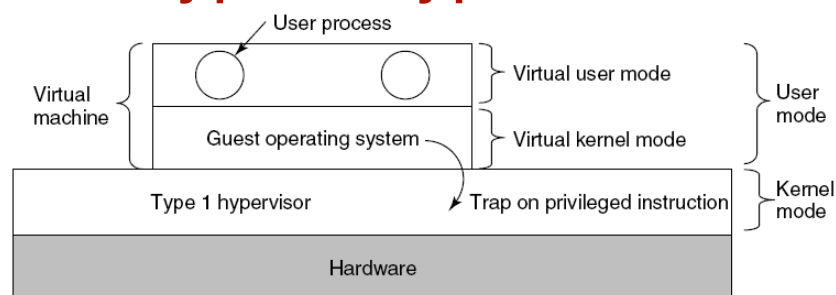 User process
Virtual user mode
Virtual machine
User mode
Guest operating system
Virtual kernel mode
Type 1 hypervisor
Trap on privileged instruction
Kernel mode
Hardware